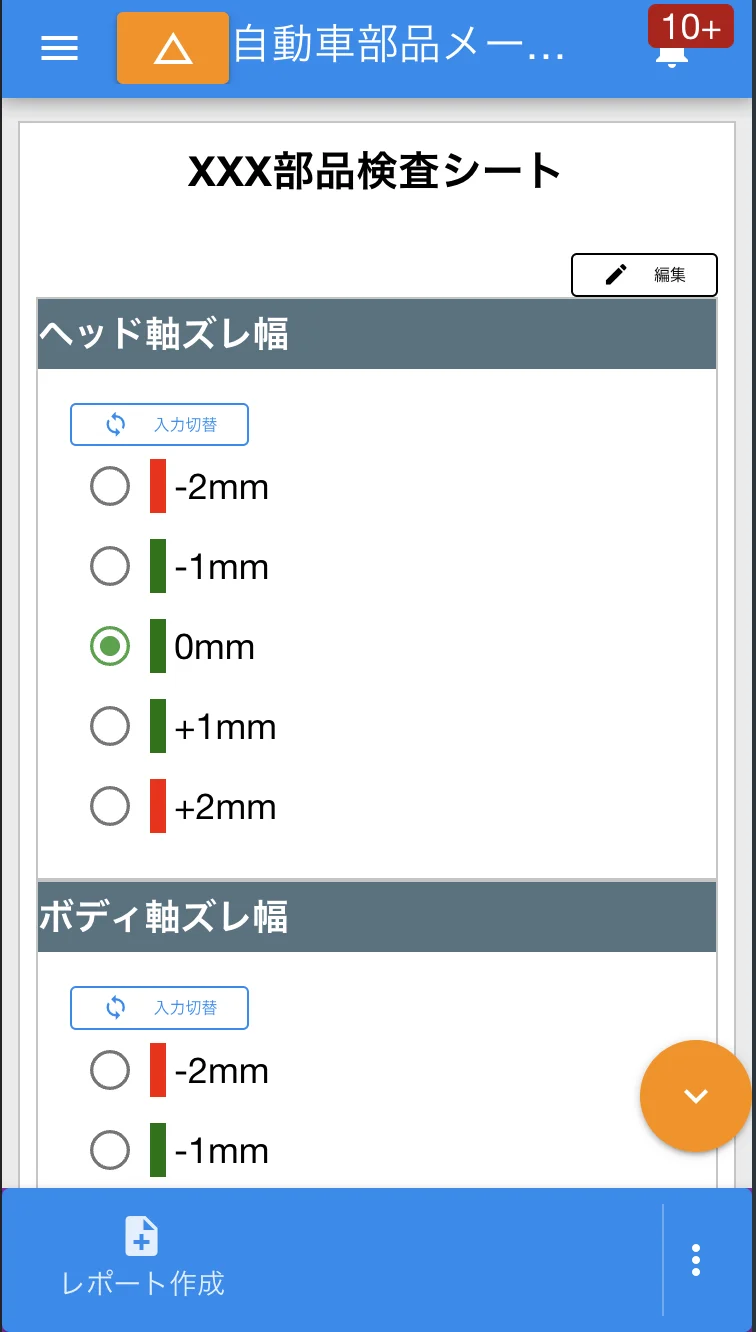 自動車部品メー...
10+
XXX部品検査シート
編集
ヘッド軸ズレ幅
入力切替
-2mm
-1mm
0mm
+1mm
+2mm
ボディ軸ズレ幅
入力切替
-2mm
-1mm
レポート作成